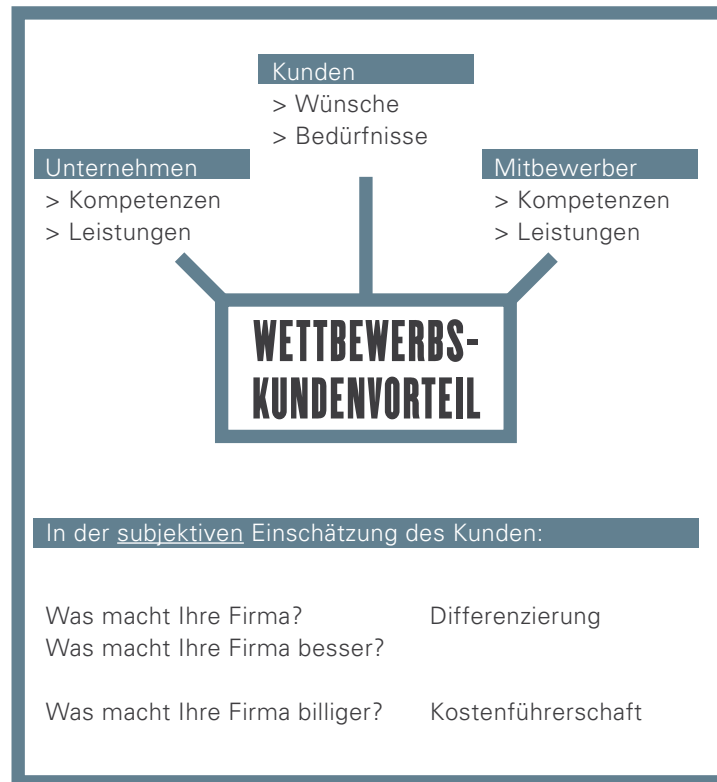 Kunden
> Wünsche
> Bedürfnisse
Unternehmen
> Kompetenzen
> Leistungen
Mitbewerber
> Kompetenzen
> Leistungen
WETTBEWERBS-
KUNDENVORTEIL
In der subjektiven Einschätzung des Kunden:
Was macht Ihre Firma? Differenzierung
Was macht Ihre Firma besser?
Was macht Ihre Firma billiger? Kostenführerschaft